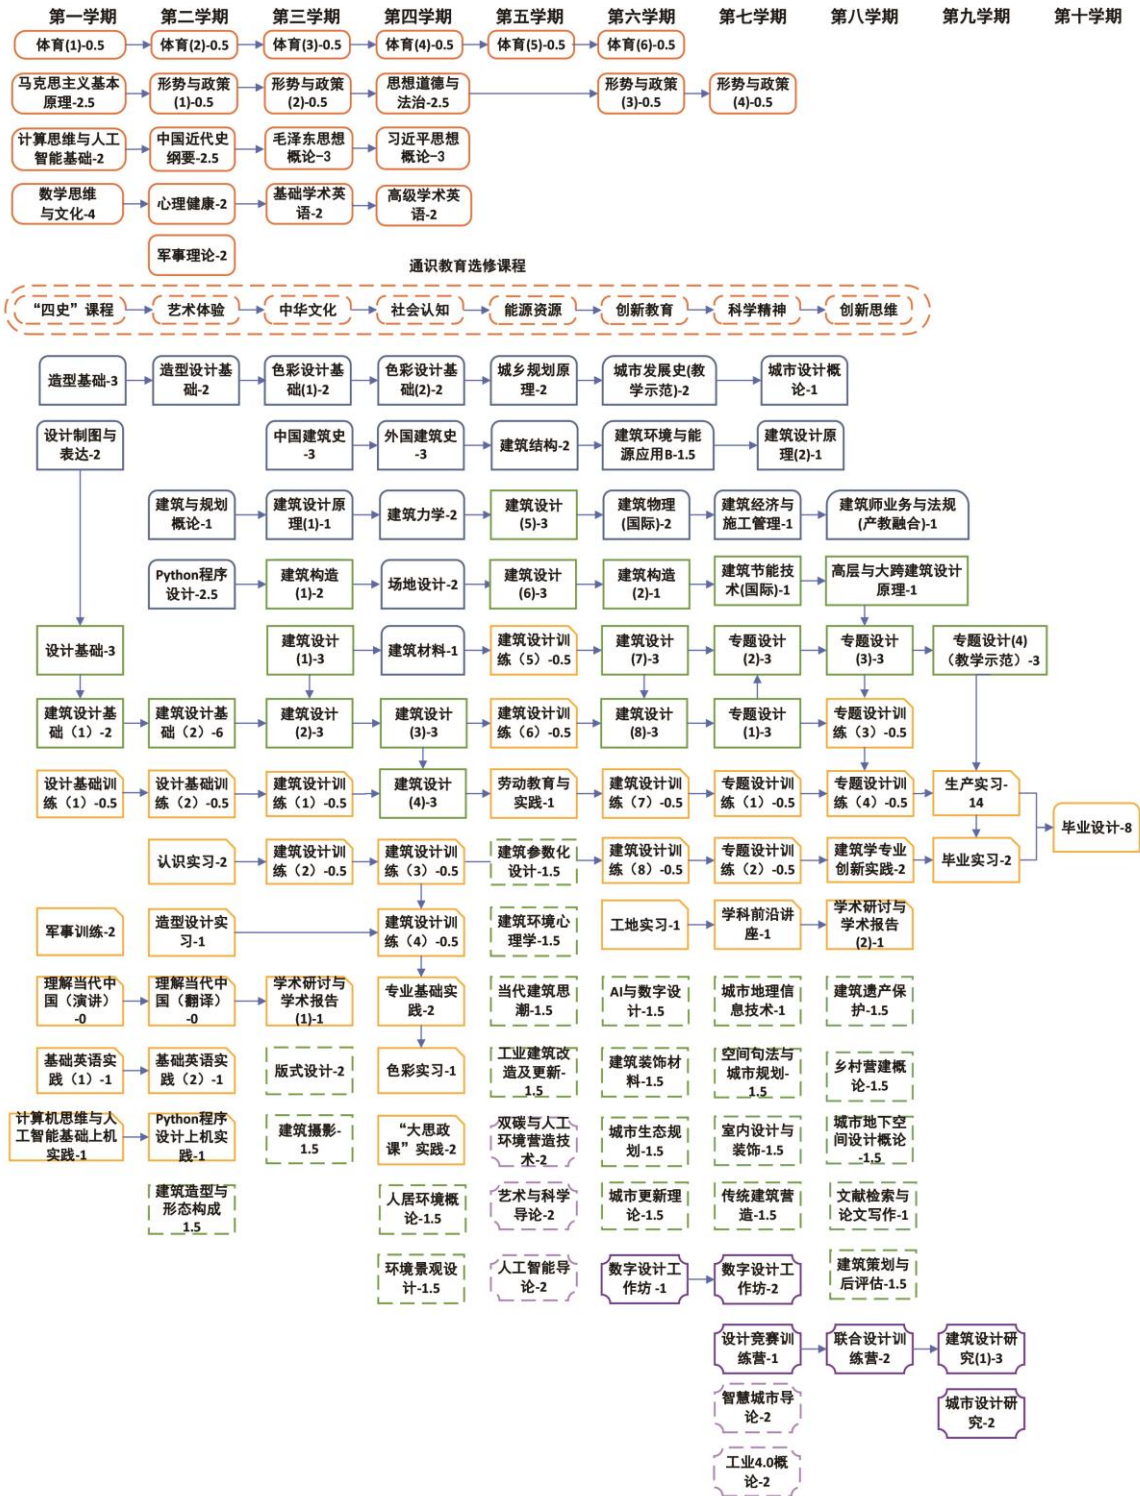 第一学期 第二学期 第三学期 第四学期 第五学期 第六学期 第七学期 第八学期 第九学期 第十学期
体育(1)-0.5
体育(2)-0.5
体育(3)-0.5
体育(4)-0.5
体育(5)-0.5
体育(6)-0.5
马克思主义基本
原理-2.5
形势与政策
(1)-0.5
形势与政策
(2)-0.5
思想道德与
法治-2.5
形势与政策
(3)-0.5
形势与政策
(4)-0.5
计算思维与人工
智能基础-2
中国近代史
纲要-2.5
毛泽东思想
概论-3
习近平思想
概论-3
数学思维
与文化-4
心理健康-2
基础学术英
语-2
高级学术英
语-2
军事理论-2
通识教育选修课程
“四史”课程
艺术体验
中华文化
社会认知
能源资源
创新教育
科学精神
创新思维
造型基础-3
造型设计基
础-2
色彩设计基
础(1)-2
色彩设计基
础(2)-2
城乡规划原
理-2
城市发展史(教
学示范)-2
城市设计概
论-1
设计制图与
表达-2
中国建筑史
-3
外国建筑史
-3
建筑结构-2
建筑环境与能
源应用B-1.5
建筑设计原
理(2)-1
建筑与规划
概论-1
建筑设计原
理(1)-1
建筑力学-2
建筑设计
(5)-3
建筑物理
(国际)-2
建筑经济与
施工管理-1
建筑师业务与法规
(产教融合)-1
Python程序
设计-2.5
建筑构造
(1)-2
场地设计-2
建筑设计
(6)-3
建筑构造
(2)-1
建筑节能技
术(国际)-1
高层与大跨建筑设计
原理-1
设计基础-3
建筑设计
(1)-3
建筑材料-1
建筑设计训
练（5）-0.5
建筑设计
(7)-3
专题设计
(2)-3
专题设计
(3)-3
专题设计(4)
（教学示范）-3
建筑设计基
础（1）-2
建筑设计基
础（2）-6
建筑设计
(2)-3
建筑设计
(3)-3
建筑设计训
练（6）-0.5
建筑设计
(8)-3
专题设计
(1)-3
专题设计训
练（3）-0.5
设计基础训
练（1）-0.5
设计基础训
练（2）-0.5
建筑设计训
练（1）-0.5
建筑设计
(4)-3
劳动教育与
实践-1
建筑设计训
练（7）-0.5
专题设计训
练（1）-0.5
专题设计训
练（4）-0.5
生产实习-
14
毕业设计-8
认识实习-2
建筑设计训
练（2）-0.5
建筑设计训
练（3）-0.5
建筑参数化
设计-1.5
建筑设计训
练（8）-0.5
专题设计训
练（2）-0.5
建筑学专业
创新实践-2
毕业实习-2
军事训练-2
造型设计实
习-1
建筑设计训
练（4）-0.5
建筑环境心
理学-1.5
工地实习-1
学科前沿讲
座-1
学术研讨与
学术报告
(2)-1
理解当代中
国（演讲）
-0
理解当代中
国（翻译）
-0
学术研讨与
学术报告
(1)-1
专业基础实
践-2
当代建筑思
潮-1.5
AI与数字设
计-1.5
城市地理信
息技术-1
建筑遗产保
护-1.5
基础英语实
践（1）-1
基础英语实
践（2）-1
版式设计-2
色彩实习-1
工业建筑改
造及更新-
1.5
建筑装饰材
料-1.5
空间句法与
城市规划-
1.5
乡村营建概
论-1.5
计算机思维与人
工智能基础上机
实践-1
Python程序
设计上机实
践-1
建筑摄影-
1.5
“大思政
课”实践-2
双碳与人工
环境营造技
术-2
城市生态规
划-1.5
室内设计与
装饰-1.5
城市地下空
间设计概论
-1.5
建筑造型与
形态构成
1.5
人居环境概
论-1.5
艺术与科学
导论-2
城市更新理
论-1.5
传统建筑营
造-1.5
文献检索与
论文写作-1
环境景观设
计-1.5
人工智能导
论-2
数字设计工
作坊-1
数字设计工
作坊-2
建筑策划与
后评估-1.5
设计竞赛训
练营-1
联合设计训
练营-2
建筑设计研
究(1)-3
智慧城市导
论-2
城市设计研
究-2
工业4.0概
论-2